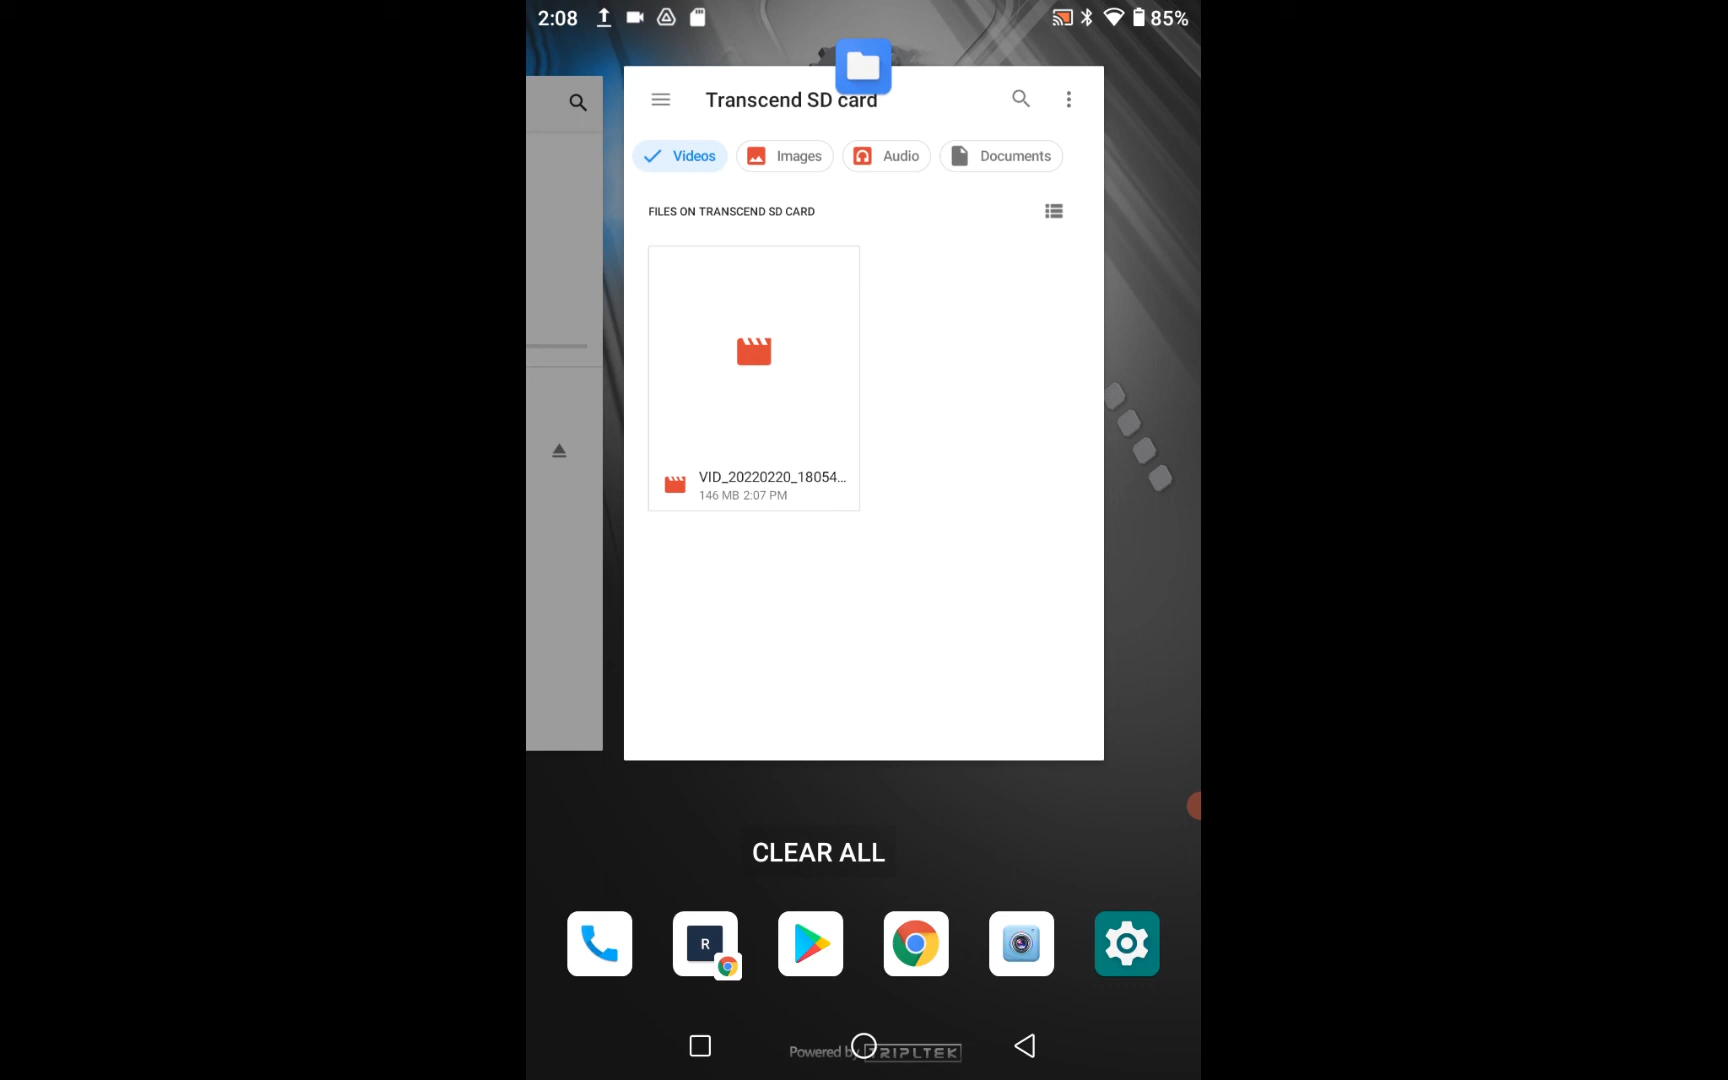 2:08
85%
Transcend SD card
Videos
Images
Audio
Documents
FILES ON TRANSCEND SD CARD
VID_20220220_18054...
146 MB 2:07 PM
CLEAR ALL
R
Powered by TRIPLTEK